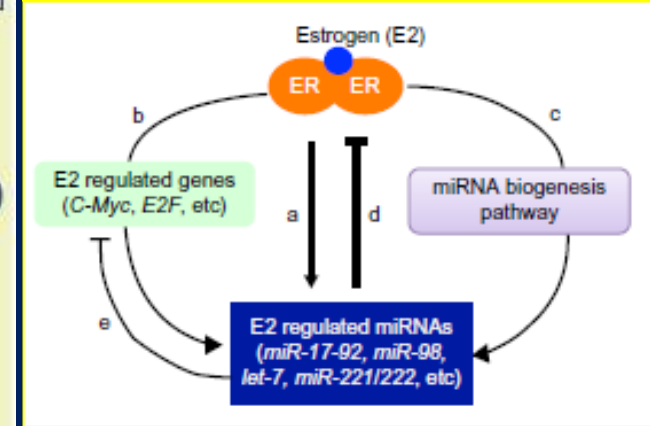 Estrogen (E2)
ER ER
b
c
E2 regulated genes
(C-Myc, E2F, etc)
miRNA biogenesis
pathway
a
d
e
E2 regulated miRNAs
(miR-17-92, miR-98,
let-7, miR-221/222, etc)